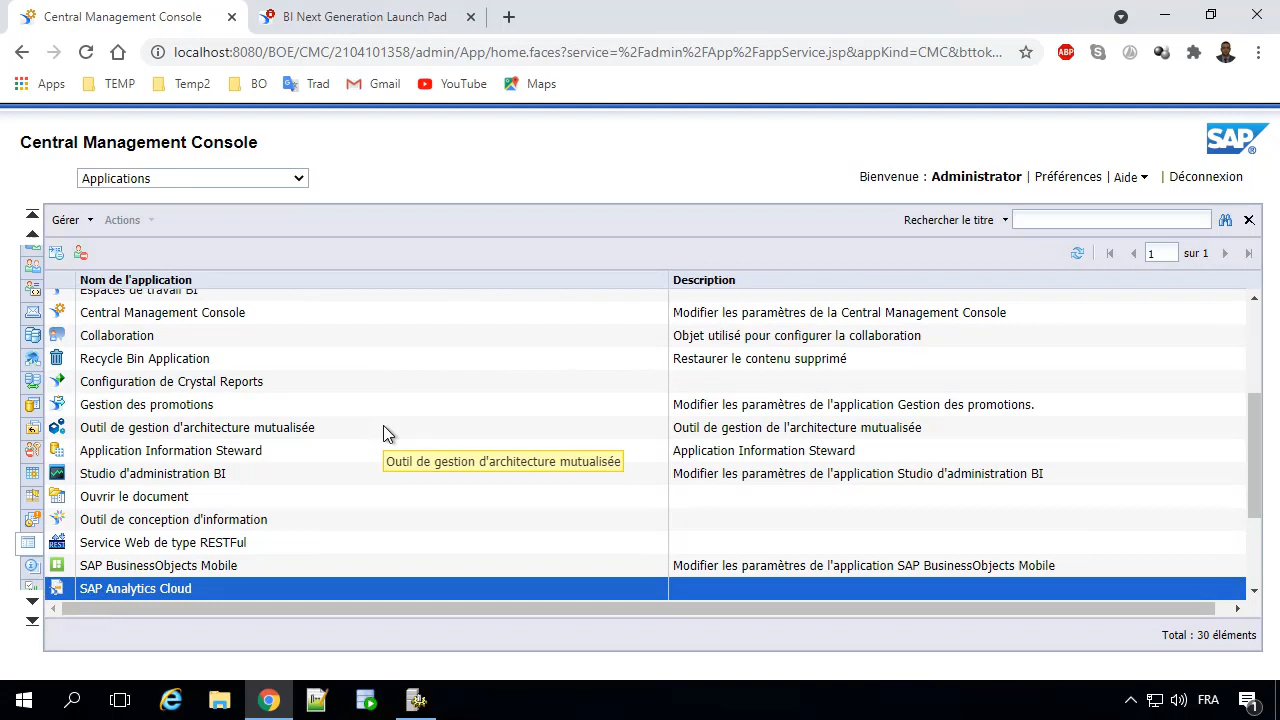 Central Management Console
BI Next Generation Launch Pad
localhost:8080/BOE/CMC/2104101358/admin/App/home.faces?service=%2Fadmin%2FApp%2FappService.jsp&appKind=CMC&bttok...
ABP
Apps
TEMP
Temp2
BO
Trad
Gmail
YouTube
Maps
Central Management Console
SAP
Applications
Bienvenue : Administrator | Préférences | Aide | Déconnexion
Gérer
Actions
Rechercher le titre
1 sur 1
Nom de l'application
Description
Espaces de travail BI
Central Management Console
Modifier les paramètres de la Central Management Console
Collaboration
Objet utilisé pour configurer la collaboration
Recycle Bin Application
Restaurer le contenu supprimé
Configuration de Crystal Reports
Gestion des promotions
Modifier les paramètres de l'application Gestion des promotions.
Outil de gestion d'architecture mutualisée
Outil de gestion de l'architecture mutualisée
Application Information Steward
Application Information Steward
Outil de gestion d'architecture mutualisée
Studio d'administration BI
Modifier les paramètres de l'application Studio d'administration BI
Ouvrir le document
Outil de conception d'information
REST
Service Web de type RESTFul
SAP BusinessObjects Mobile
Modifier les paramètres de l'application SAP BusinessObjects Mobile
SAP Analytics Cloud
Total : 30 éléments
FRA
1